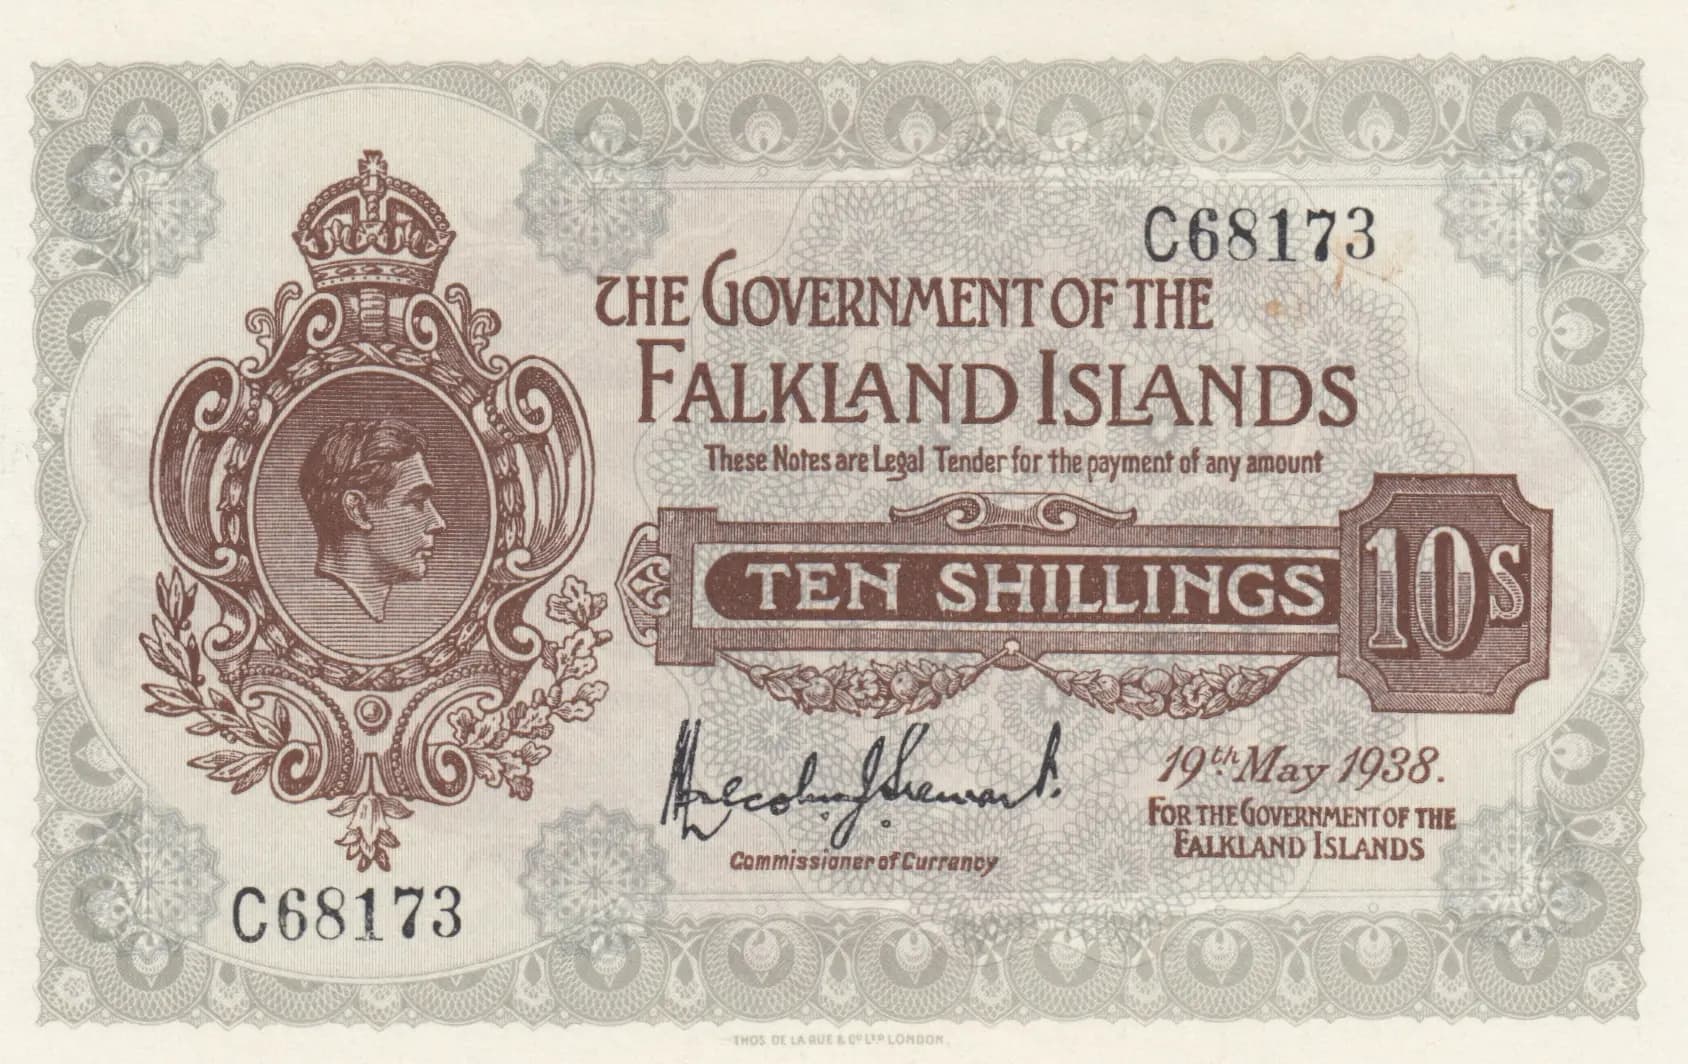 C68173
THE GOVERNMENT OF THE
FALKLAND ISLANDS
These Notes are Legal Tender for the payment of any amount
TEN SHILLINGS
10s
19th May 1938.
FOR THE GOVERNMENT OF THE
FALKLAND ISLANDS
Commissioner of Currency
C68173
THOS DE LA RUE & CO LTD LONDON.